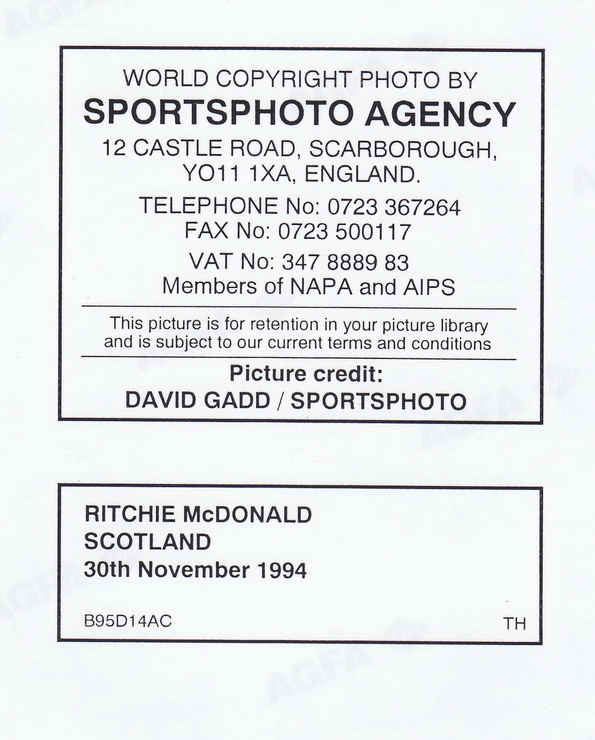 WORLD COPYRIGHT PHOTO BY
SPORTSPHOTO AGENCY
12 CASTLE ROAD, SCARBOROUGH,
YO11 1XA, ENGLAND.
TELEPHONE No: 0723 367264
FAX No: 0723 500117
VAT No: 347 8889 83
Members of NAPA and AIPS
This picture is for retention in your picture library
and is subject to our current terms and conditions
Picture credit:
DAVID GADD / SPORTSPHOTO
RITCHIE McDONALD
SCOTLAND
30th November 1994
B95D14AC
TH
AGFA
AGFA
AGFA